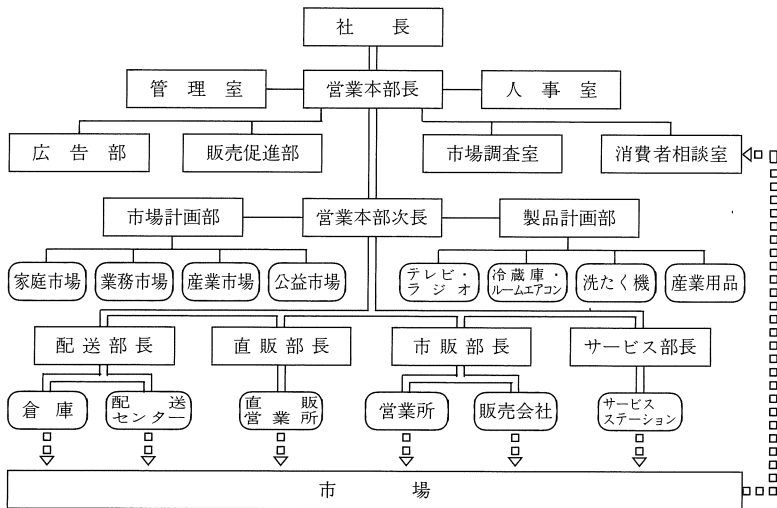 社長
管理室
営業本部長
人事室
広告部
販売促進部
市場調査室
消費者相談室
市場計画部
営業本部次長
製品計画部
家庭市場
業務市場
産業市場
公益市場
テレビ・
ラジオ
冷蔵庫・
ルームエアコン
洗たく機
産業用品
配送部長
直販部長
市販部長
サービス部長
倉庫
配送
センター
直販
営業所
営業所
販売会社
サービス
ステーション
市場